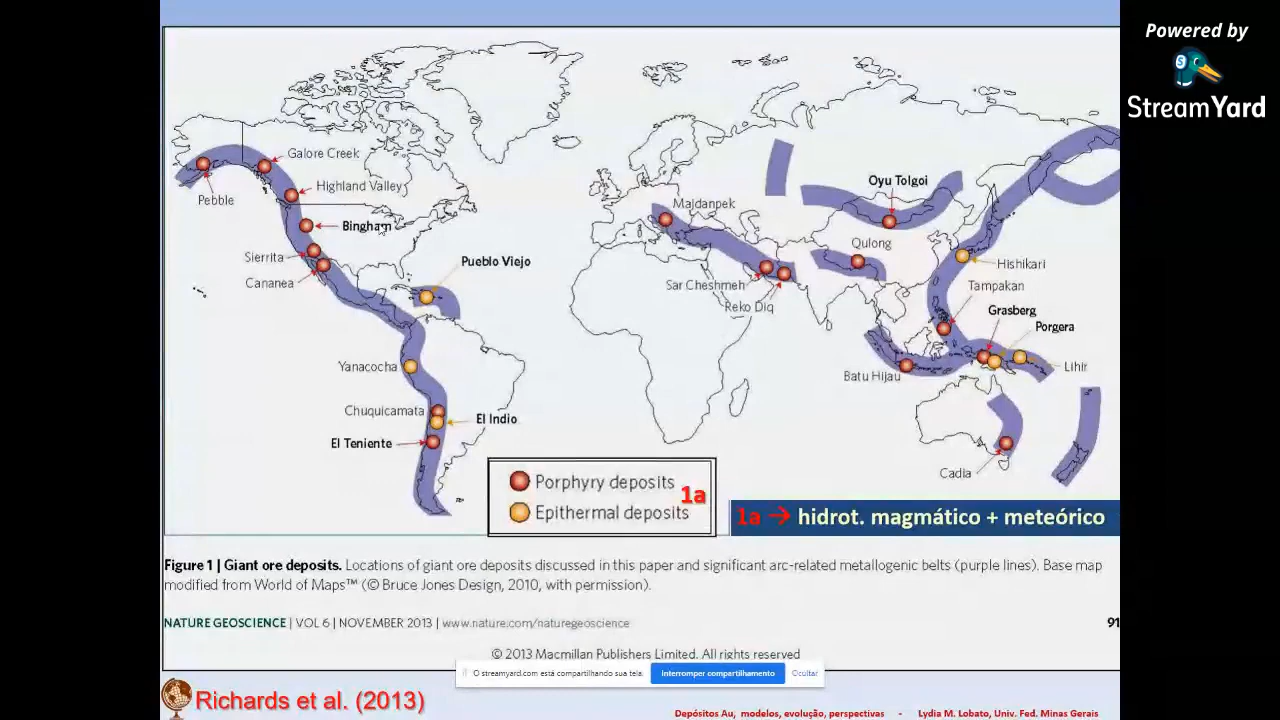 Powered by
StreamYard
Galore Creek
Highland Valley
Pebble
Bingham
Sierrita
Cananea
Pueblo Viejo
Yanacocha
Chuquicamata
El Indio
El Teniente
Majdanpek
Sar Cheshmeh
Reko Diq
Oyu Tolgoi
Qulong
Hishikari
Tampakan
Grasberg
Porgera
Lihir
Batu Hijau
Cadia
Porphyry deposits
1a
Epithermal deposits
1a → hidrot. magmático + meteórico
Figure 1 | Giant ore deposits. Locations of giant ore deposits discussed in this paper and significant arc-related metallogenic belts (purple lines). Base map
modified from World of Maps™ (© Bruce Jones Design, 2010, with permission).
NATURE GEOSCIENCE | VOL 6 | NOVEMBER 2013 | www.nature.com/naturegeoscience
91
© 2013 Macmillan Publishers Limited. All rights reserved
O streamyard.com está compartilhando sua tela.
Interromper compartilhamento
Ocultar
Richards et al. (2013)
Depósitos Au, modelos, evolução, perspectivas - Lydia M. Lobato, Univ. Fed. Minas Gerais